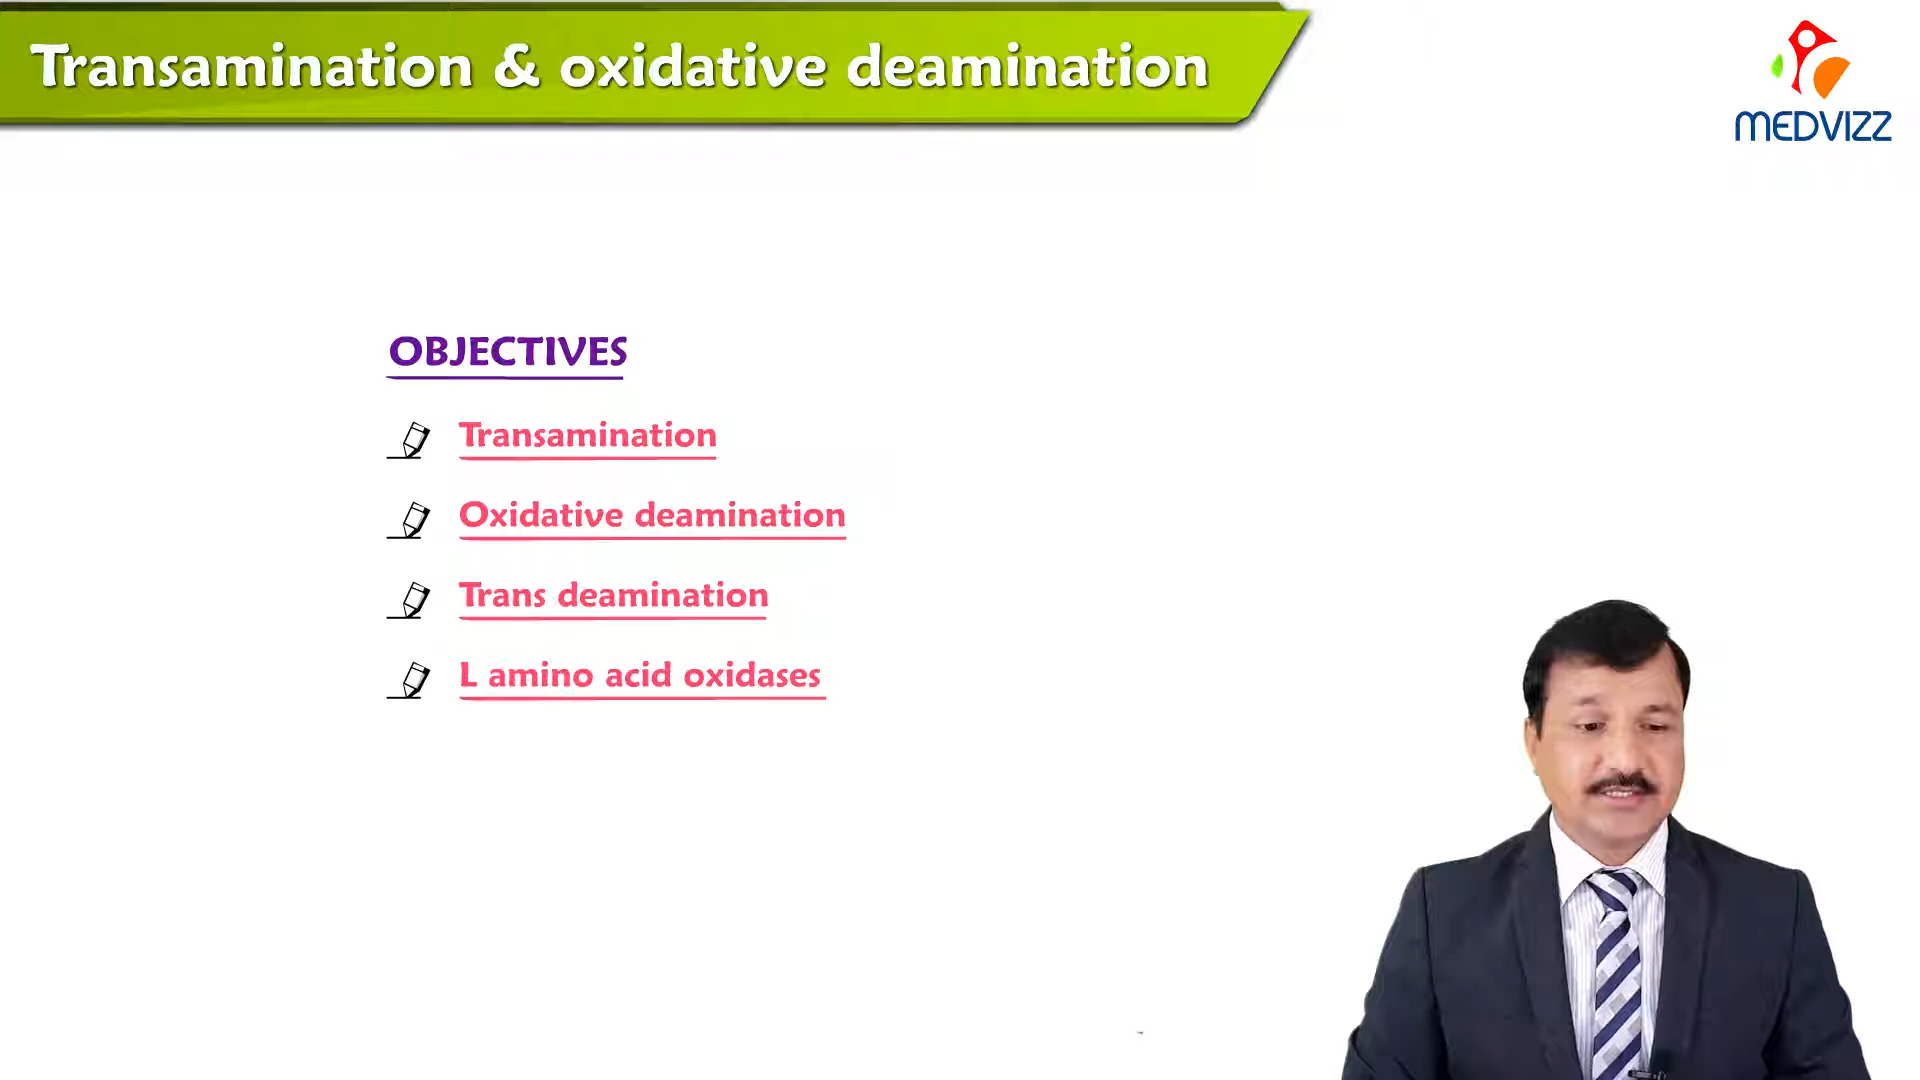 Transamination & oxidative deamination
MEDVIZZ
OBJECTIVES
Transamination
Oxidative deamination
Trans deamination
L amino acid oxidases